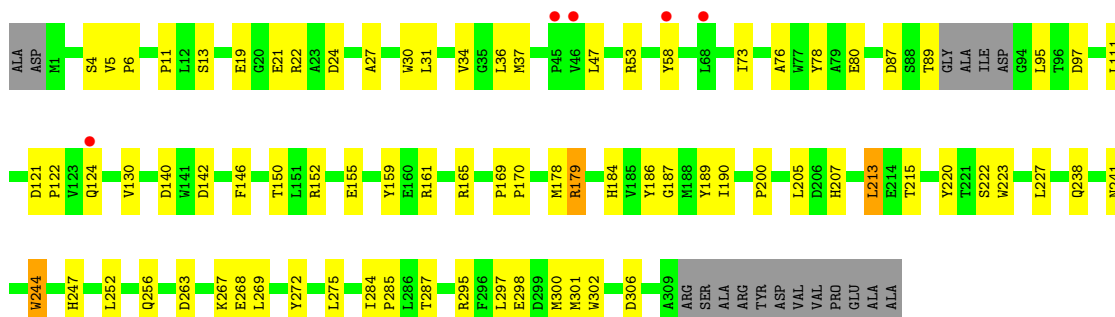 ALA ASP M1 S4 V5 P6 P11 L12 S13 E19 G20 E21 R22 A23 D24 A27 W30 L31 V34 G35 L36 M37 P45 V46 L47 R53 Y58 L68 I73 A76 W77 Y78 A79 E80 D87 S88 T89 GLY ALA ILE ASP G94 L95 T96 D97 L111
D121 P122 V123 Q124 V130 D140 W141 D142 F146 T150 L151 R152 E155 Y159 E160 R161 R165 P169 P170 M178 R179 H184 V185 Y186 G187 M188 Y189 I190 P200 L205 D206 H207 L213 E214 T215 Y220 T221 S222 W223 L227 Q238 N241
W244 H247 L252 Q256 D263 K267 E268 L269 Y272 L275 I284 P285 L286 T287 R295 F296 L297 E298 D299 M300 M301 W302 D306 A309 ARG SER ALA ARG TYR ASP VAL VAL PRO GLU ALA ALA